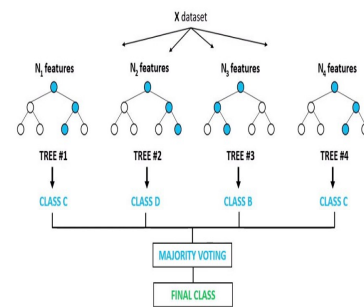 X dataset
N₁ features N₂ features N₃ features N₄ features
TREE #1 TREE #2 TREE #3 TREE #4
CLASS C CLASS D CLASS B CLASS C
MAJORITY VOTING
FINAL CLASS